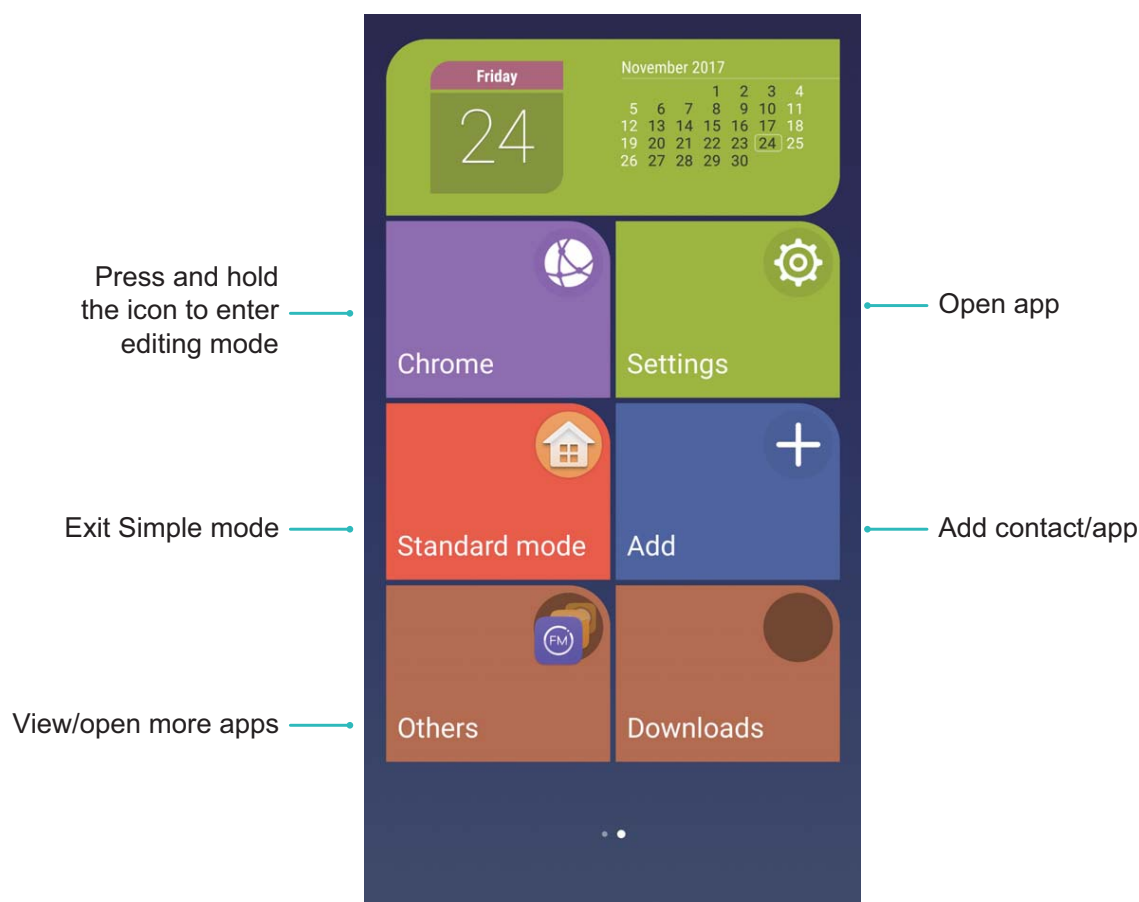 Friday
24
November 2017
1 2 3 4
5 6 7 8 9 10 11
12 13 14 15 16 17 18
19 20 21 22 23 24 25
26 27 28 29 30
Press and hold
the icon to enter
editing mode
Chrome
Settings
Open app
Exit Simple mode
Standard mode
Add
Add contact/app
View/open more apps
FM
Others
Downloads